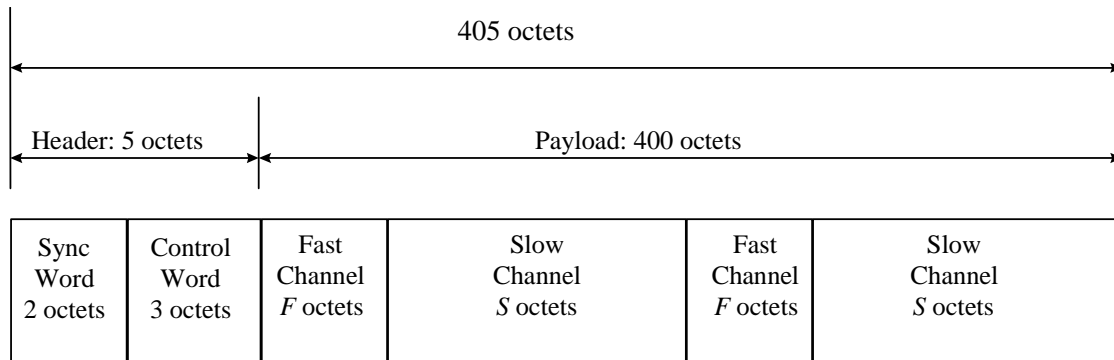 405 octets
Header: 5 octets
Payload: 400 octets
Sync
Word
2 octets
Control
Word
3 octets
Fast
Channel
F octets
Slow
Channel
S octets
Fast
Channel
F octets
Slow
Channel
S octets